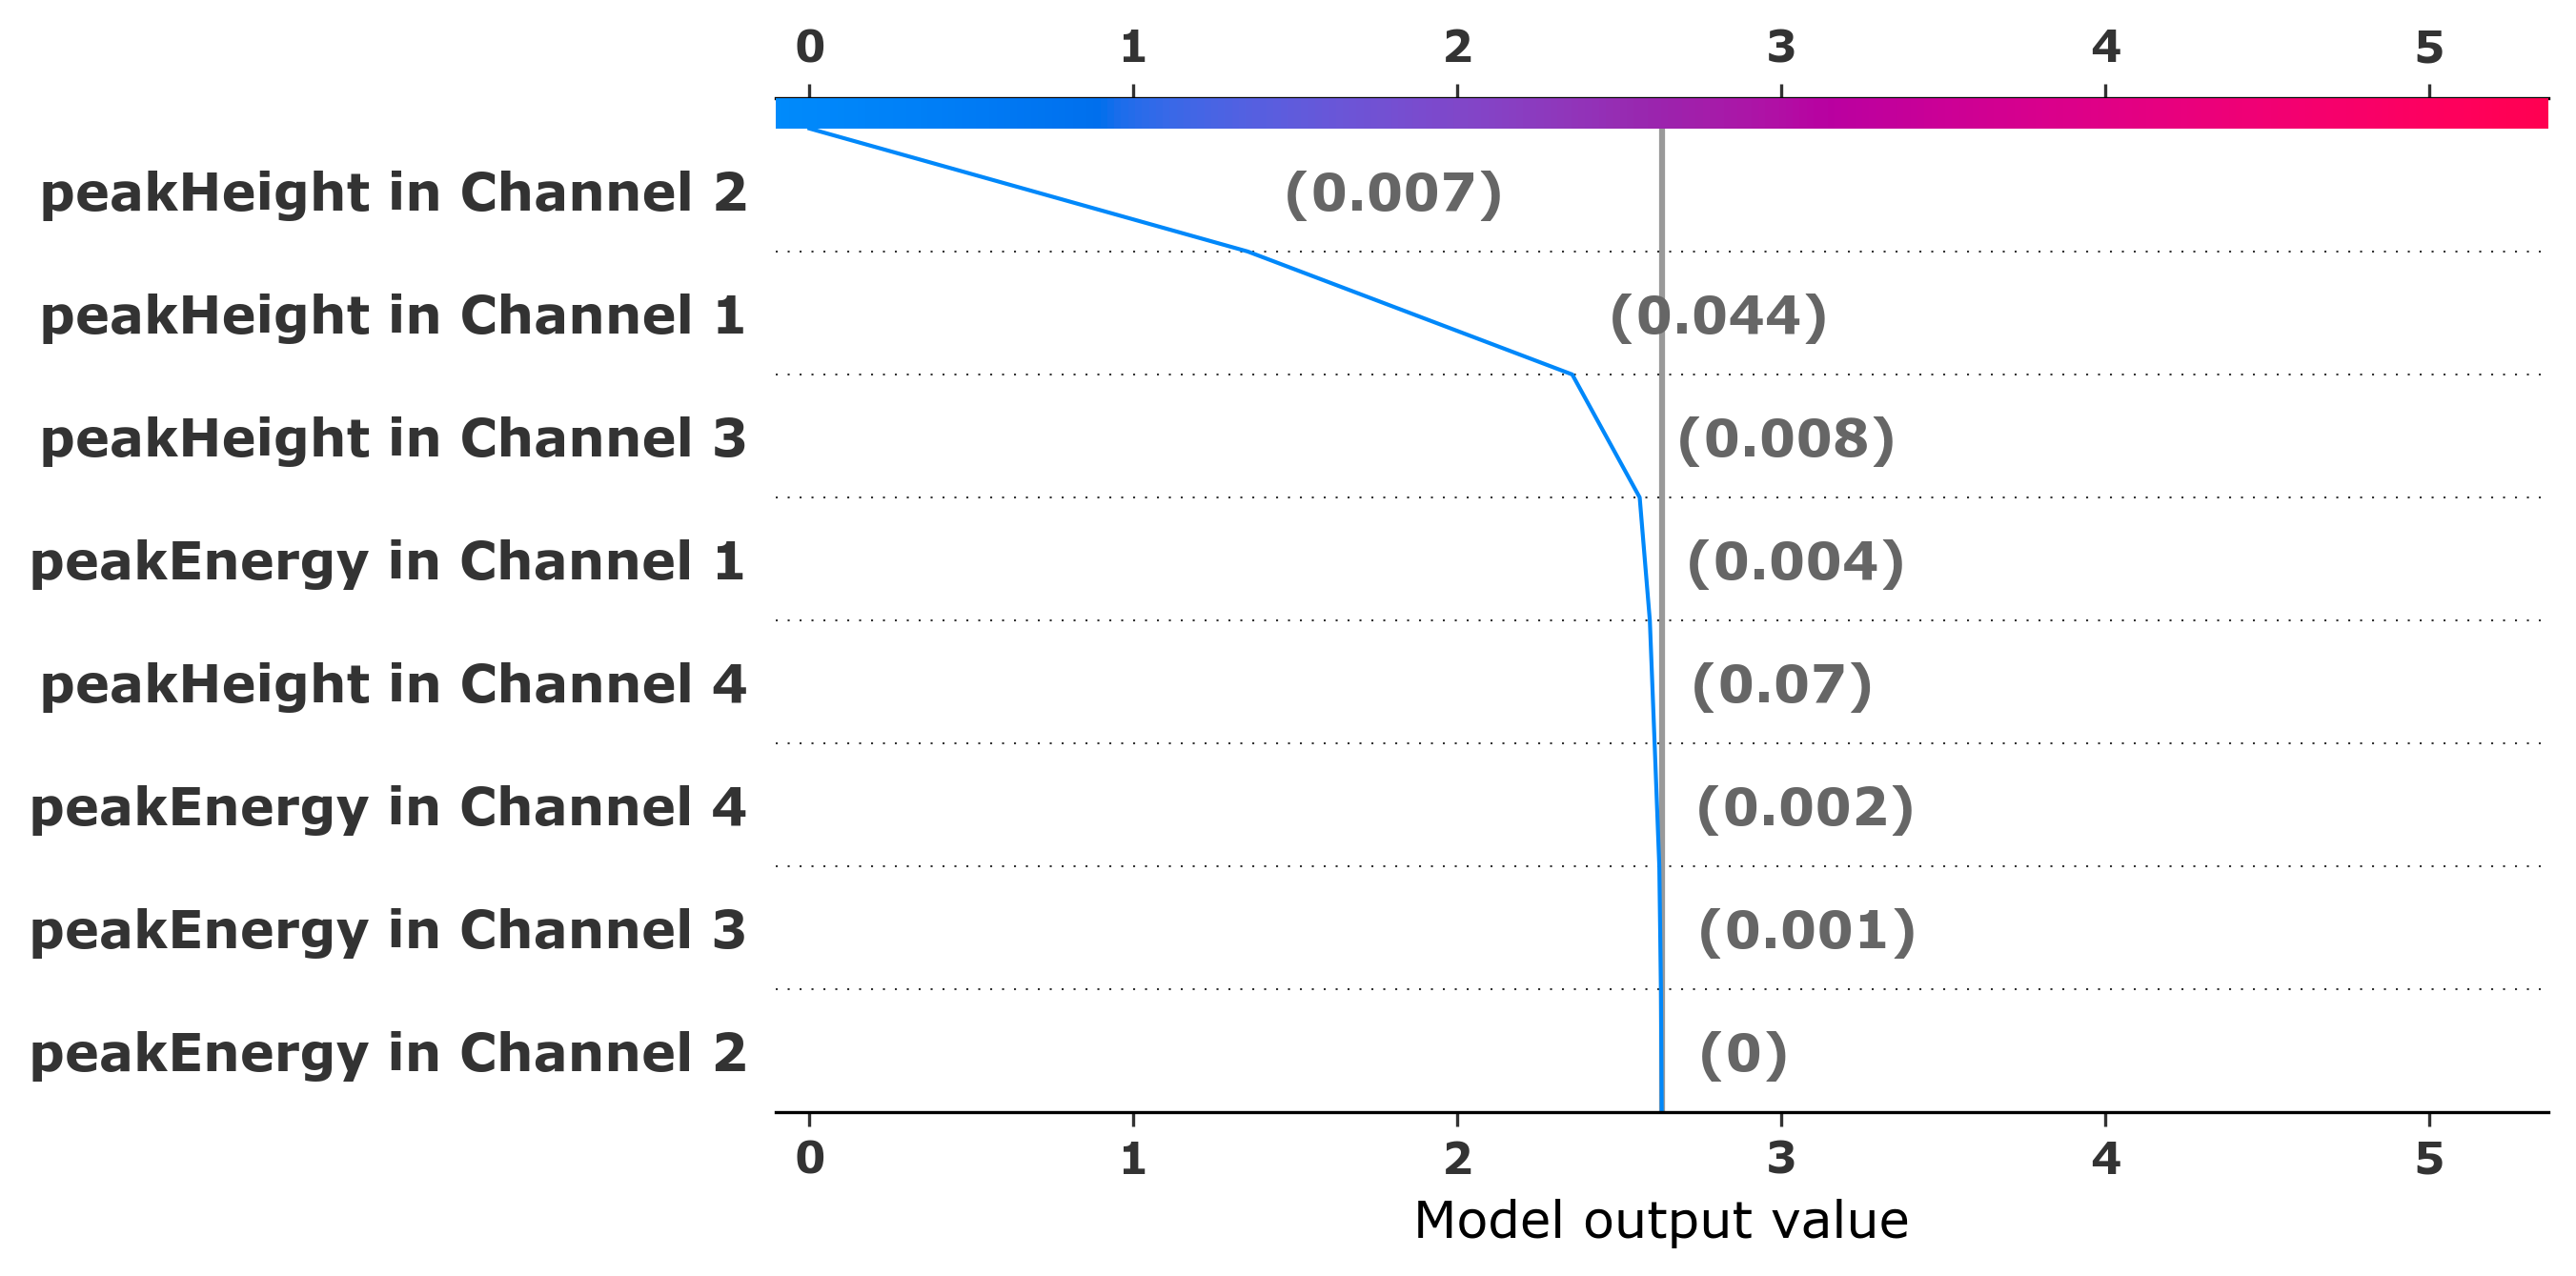 0 1 2 3 4 5
peakHeight in Channel 2 (0.007)
peakHeight in Channel 1 (0.044)
peakHeight in Channel 3 (0.008)
peakEnergy in Channel 1 (0.004)
peakHeight in Channel 4 (0.07)
peakEnergy in Channel 4 (0.002)
peakEnergy in Channel 3 (0.001)
peakEnergy in Channel 2 (0)
0 1 2 3 4 5
Model output value